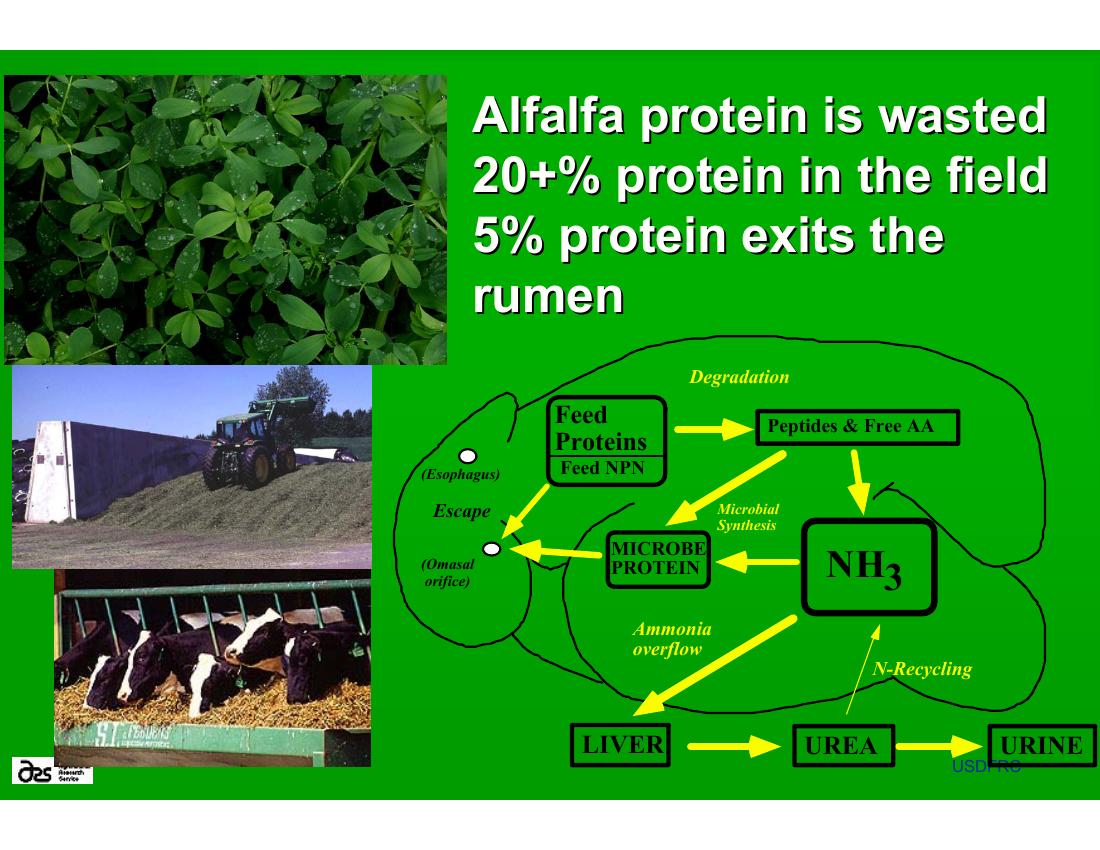 Alfalfa protein is wasted
20+% protein in the field
5% protein exits the
rumen
Degradation
Feed
Proteins
Feed NPN
Peptides & Free AA
(Esophagus)
Escape
Microbial
Synthesis
(Omasal
orifice)
MICROBE
PROTEIN
NH3
Ammonia
overflow
N-Recycling
LIVER
UREA
URINE
USDFRC
ars
Agricultural
Research
Service